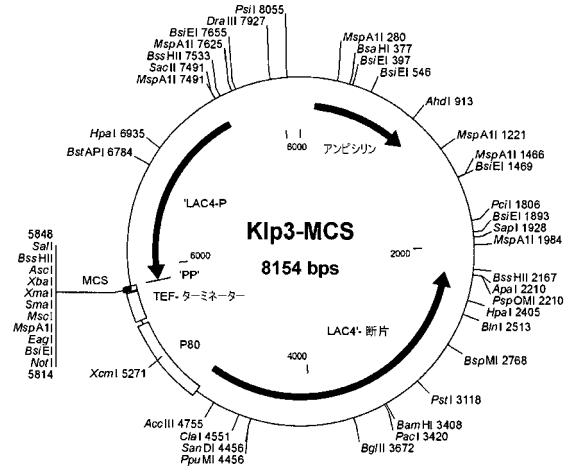 PsiI 8055
DraIII 7927
BsiEI 7655
MspA1I 7625
BssHII 7533
SacII 7491
MspA1I 7491
HpaI 6935
BstAPI 6784
MspA1I 280
BsaHI 377
BsiEI 397
BsiEI 546
AhdI 913
MspA1I 1221
MspA1I 1466
BsiEI 1469
PciI 1806
BsiEI 1893
SapI 1928
MspA1I 1984
BssHII 2167
ApaI 2210
PspOMI 2210
HpaI 2405
BlnI 2513
BspMI 2768
PstI 3118
BamHI 3408
PacI 3420
BglII 3672
PpuMI 4456
SanDI 4456
ClaI 4551
AccIII 4755
XcmI 5271
5848
SalI
BssHII
AscI
XbaI
XmaI
SmaI
MscI
MspA1I
EagI
BsiEI
NotI
5814
MCS
8000
アンピシリン
'LAC4-P
Klp3-MCS
8154 bps
2000
6000
'PP'
TEF-ターミネーター
P80
LAC4'-断片
4000